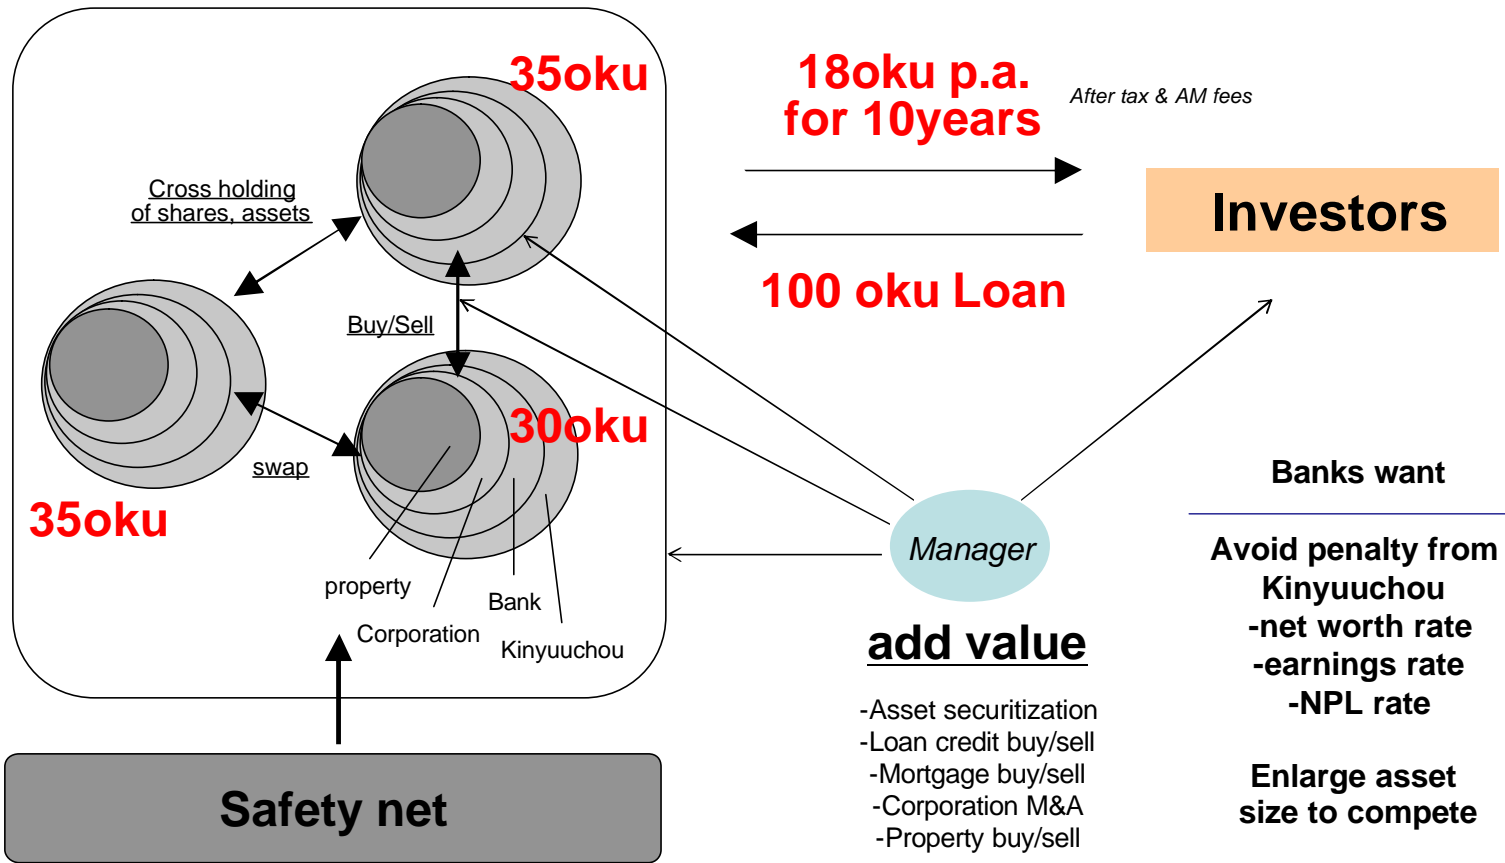 35oku
18oku p.a.
for 10years
After tax & AM fees
Cross holding
of shares, assets
Investors
100 oku Loan
Buy/Sell
30oku
swap
35oku
property
Corporation
Bank
Kinyuuchou
Manager
add value
-Asset securitization
-Loan credit buy/sell
-Mortgage buy/sell
-Corporation M&A
-Property buy/sell
Banks want
Avoid penalty from
Kinyuuchou
-net worth rate
-earnings rate
-NPL rate
Enlarge asset
size to compete
Safety net